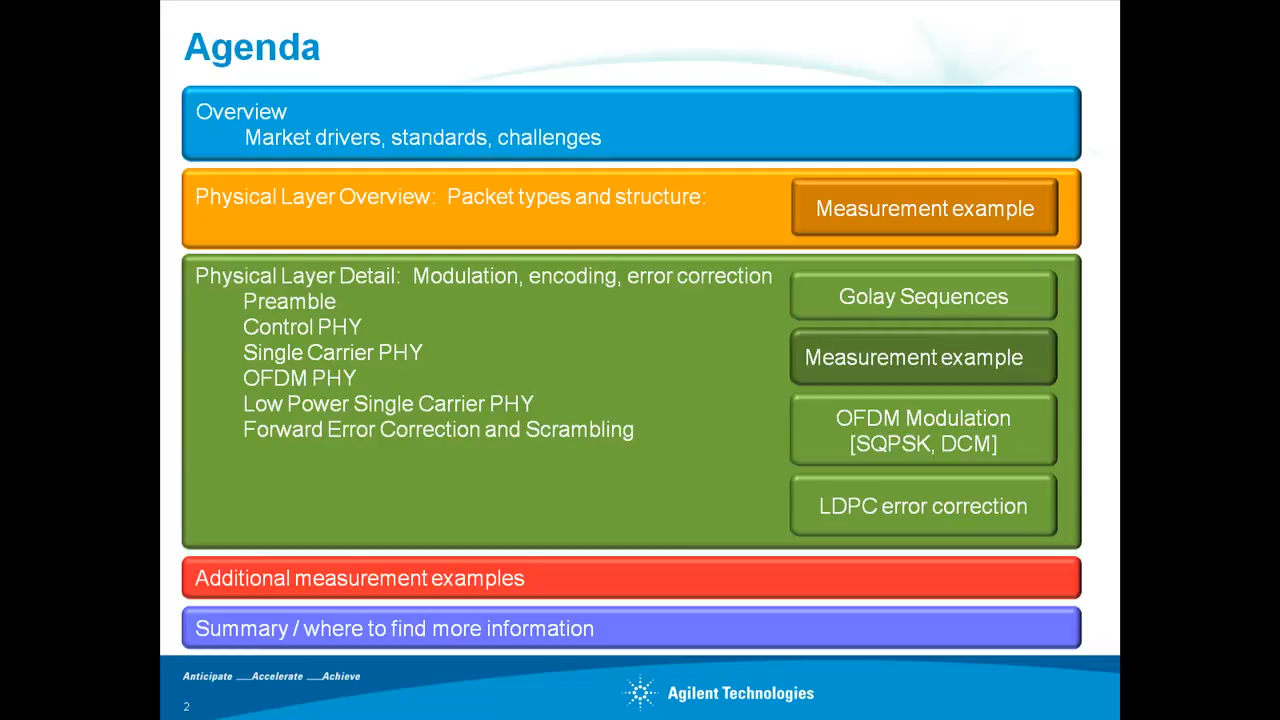 Agenda
Overview
Market drivers, standards, challenges
Physical Layer Overview:  Packet types and structure:
Measurement example
Physical Layer Detail:  Modulation, encoding, error correction
Preamble
Control PHY
Single Carrier PHY
OFDM PHY
Low Power Single Carrier PHY
Forward Error Correction and Scrambling
Golay Sequences
Measurement example
OFDM Modulation
[SQPSK, DCM]
LDPC error correction
Additional measurement examples
Summary / where to find more information
Anticipate __Accelerate __Achieve
Agilent Technologies
2